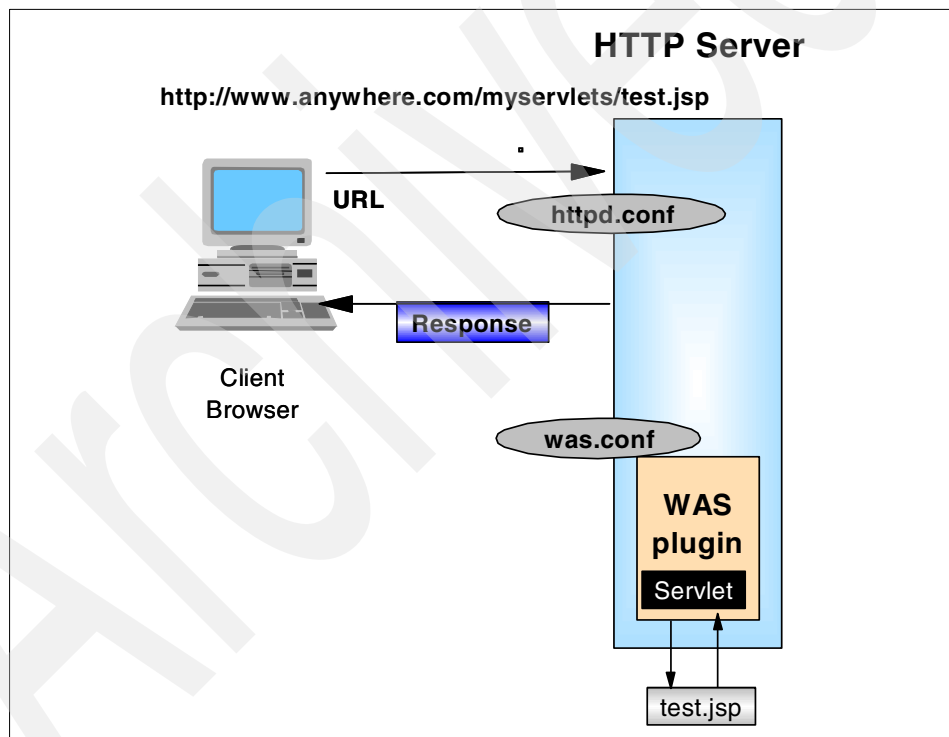 HTTP Server
http://www.anywhere.com/myservlets/test.jsp
URL
httpd.conf
Response
Client
Browser
was.conf
WAS
plugin
Servlet
test.jsp